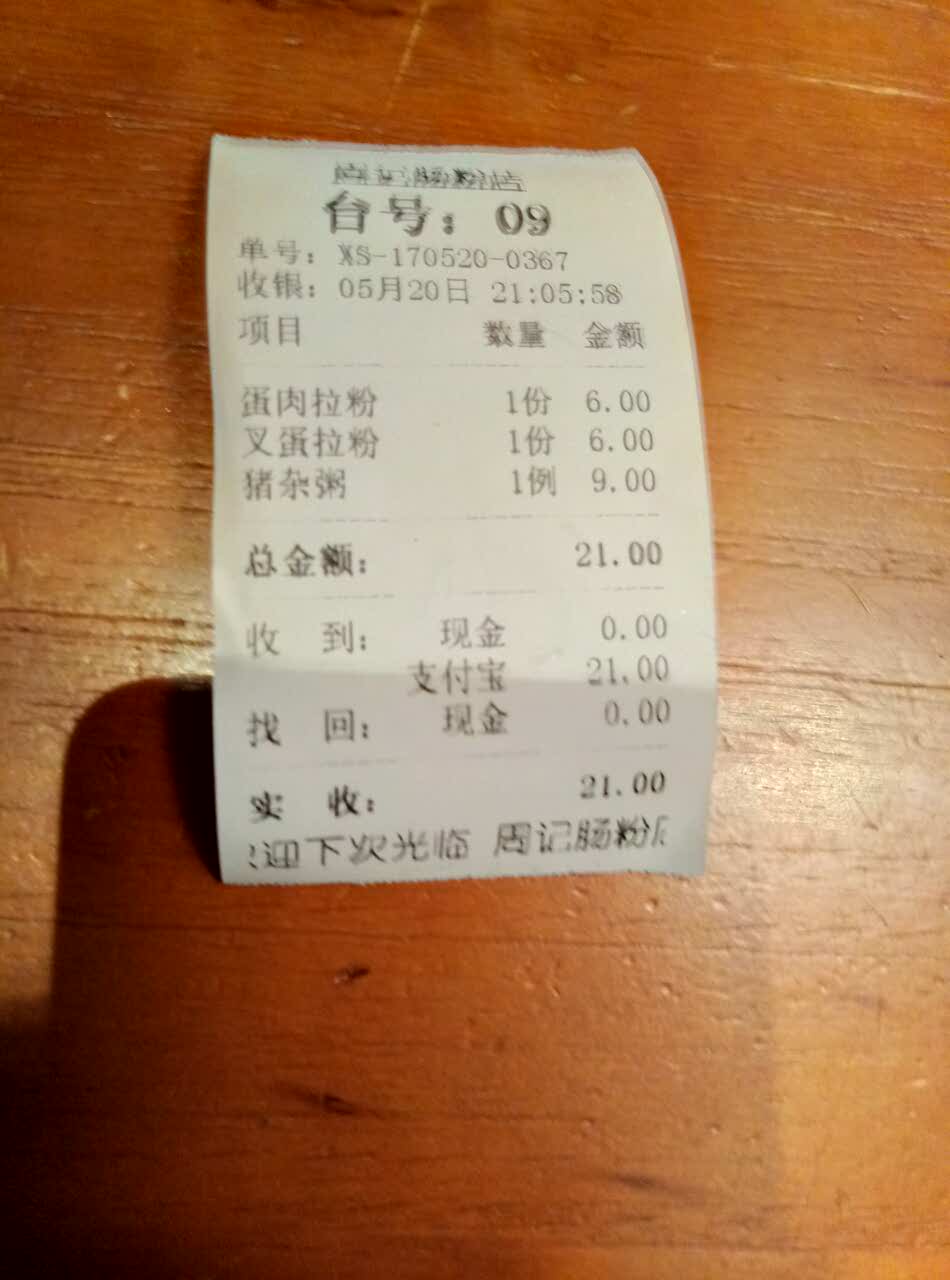 记肠粉店
台号：09
单号：XS-170520-0367
收银：05月20日 21:05:58
项目 数量 金额
蛋肉拉粉 1份 6.00
叉蛋拉粉 1份 6.00
猪杂粥 1例 9.00
总金额： 21.00
收 到： 现金 0.00
支付宝 21.00
找 回： 现金 0.00
实 收： 21.00
迎下次光临 周记肠粉